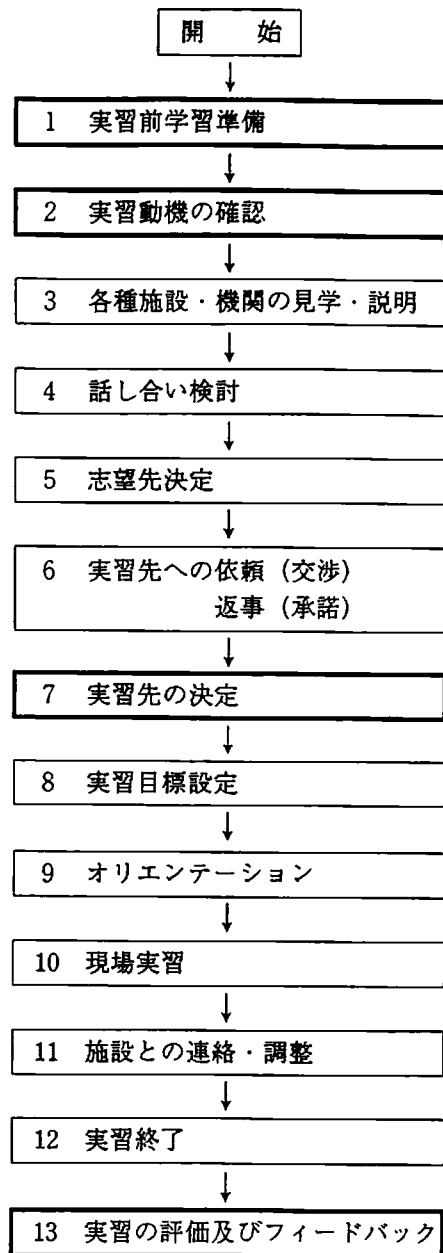 開　始
1 実習前学習準備
2 実習動機の確認
3 各種施設・機関の見学・説明
4 話し合い検討
5 志望先決定
6 実習先への依頼（交渉）
返事（承諾）
7 実習先の決定
8 実習目標設定
9 オリエンテーション
10 現場実習
11 施設との連絡・調整
12 実習終了
13 実習の評価及びフィードバック